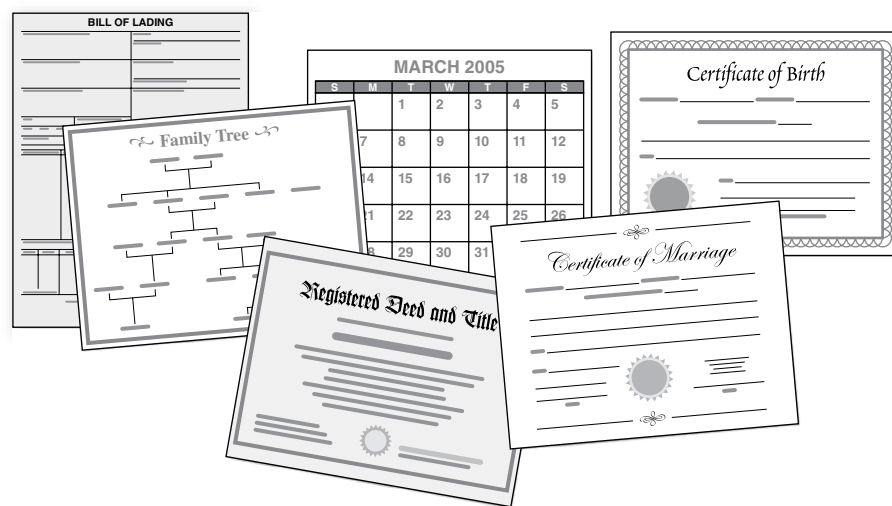 BILL OF LADING
MARCH 2005
S M T W T F S
1 2 3 4 5
7 8 9 10 11 12
14 15 16 17 18 19
21 22 23 24 25 26
8 29 30 31
Certificate of Birth
Family Tree
Registered Deed and Title
Certificate of Marriage